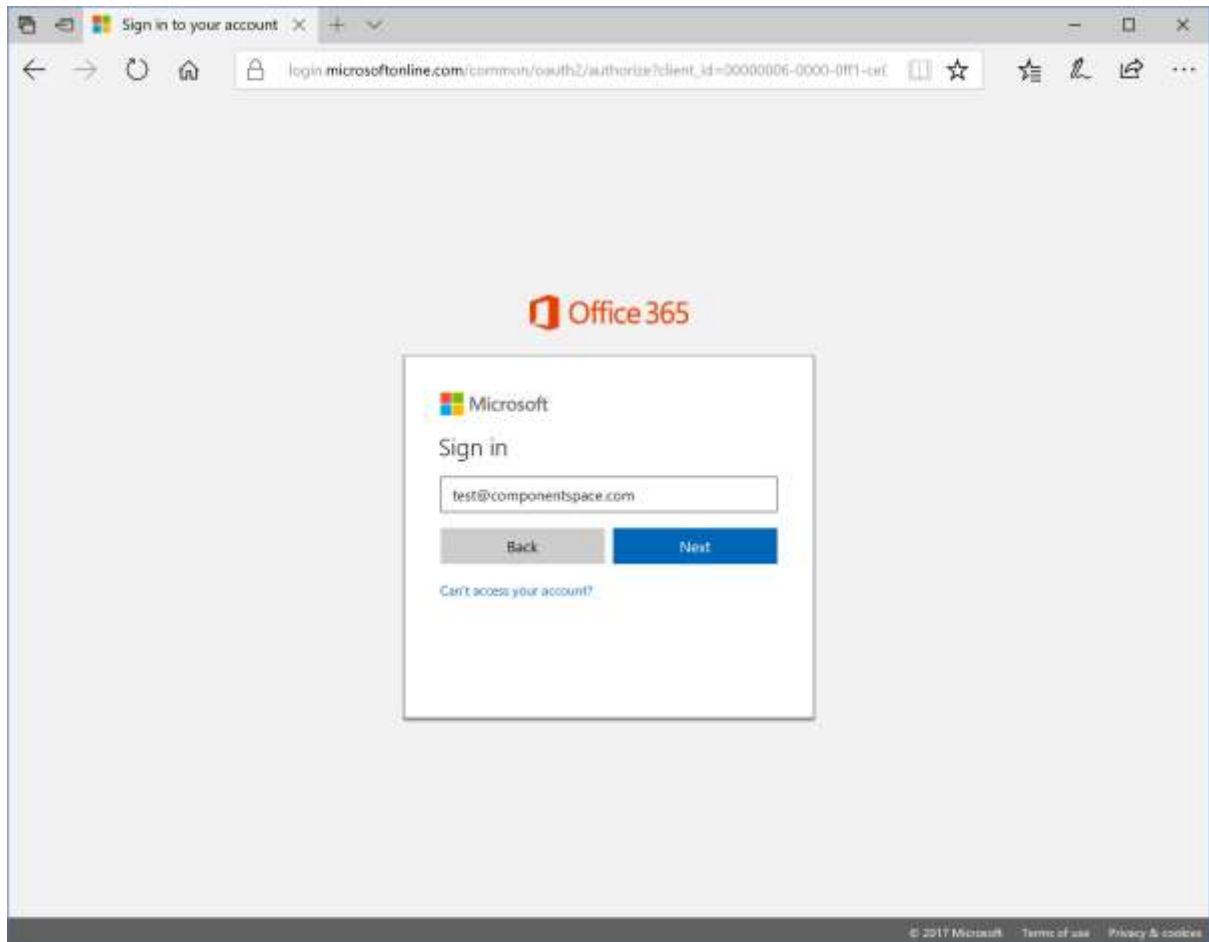 Sign in to your account
login.microsoftonline.com/common/oauth2/authorize?client_id=00000006-0000-0ff1-ce0
Office 365
Microsoft
Sign in
test@componentspace.com
Back Next
Can't access your account?
© 2017 Microsoft Terms of use Privacy & cookies